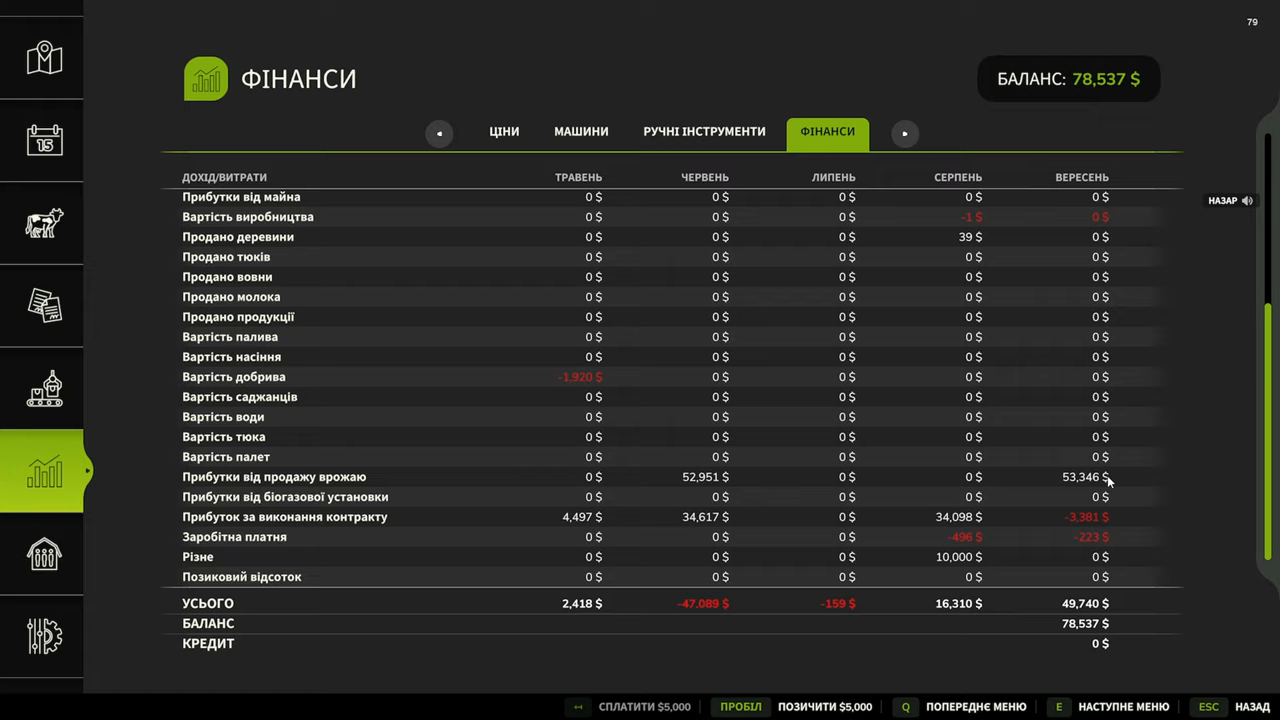 79
ФІНАНСИ
БАЛАНС: 78,537 $
ЦІНИ МАШИНИ РУЧНІ ІНСТРУМЕНТИ ФІНАНСИ
ДОХІД/ВИТРАТИ ТРАВЕНЬ ЧЕРВЕНЬ ЛИПЕНЬ СЕРПЕНЬ ВЕРЕСЕНЬ
Прибутки від майна 0 $ 0 $ 0 $ 0 $ 0 $
НАЗАР
Вартість виробництва 0 $ 0 $ 0 $ -1 $ 0 $
Продано деревини 0 $ 0 $ 0 $ 39 $ 0 $
Продано тюків 0 $ 0 $ 0 $ 0 $ 0 $
Продано вовни 0 $ 0 $ 0 $ 0 $ 0 $
Продано молока 0 $ 0 $ 0 $ 0 $ 0 $
Продано продукції 0 $ 0 $ 0 $ 0 $ 0 $
Вартість палива 0 $ 0 $ 0 $ 0 $ 0 $
Вартість насіння 0 $ 0 $ 0 $ 0 $ 0 $
Вартість добрива -1,920 $ 0 $ 0 $ 0 $ 0 $
Вартість саджанців 0 $ 0 $ 0 $ 0 $ 0 $
Вартість води 0 $ 0 $ 0 $ 0 $ 0 $
Вартість тюка 0 $ 0 $ 0 $ 0 $ 0 $
Вартість палет 0 $ 0 $ 0 $ 0 $ 0 $
Прибутки від продажу врожаю 0 $ 52,951 $ 0 $ 0 $ 53,346 $
Прибутки від біогазової установки 0 $ 0 $ 0 $ 0 $ 0 $
Прибуток за виконання контракту 4,497 $ 34,617 $ 0 $ 34,098 $ -3,381 $
Заробітна платня 0 $ 0 $ 0 $ -496 $ -223 $
Різне 0 $ 0 $ 0 $ 10,000 $ 0 $
Позиковий відсоток 0 $ 0 $ 0 $ 0 $ 0 $
УСЬОГО 2,418 $ -47,089 $ -159 $ 16,310 $ 49,740 $
БАЛАНС 78,537 $
КРЕДИТ 0 $
15
СПЛАТИТИ $5,000 ПРОБІЛ ПОЗИЧИТИ $5,000 Q ПОПЕРЕДНЄ МЕНЮ E НАСТУПНЕ МЕНЮ ESC НАЗАД